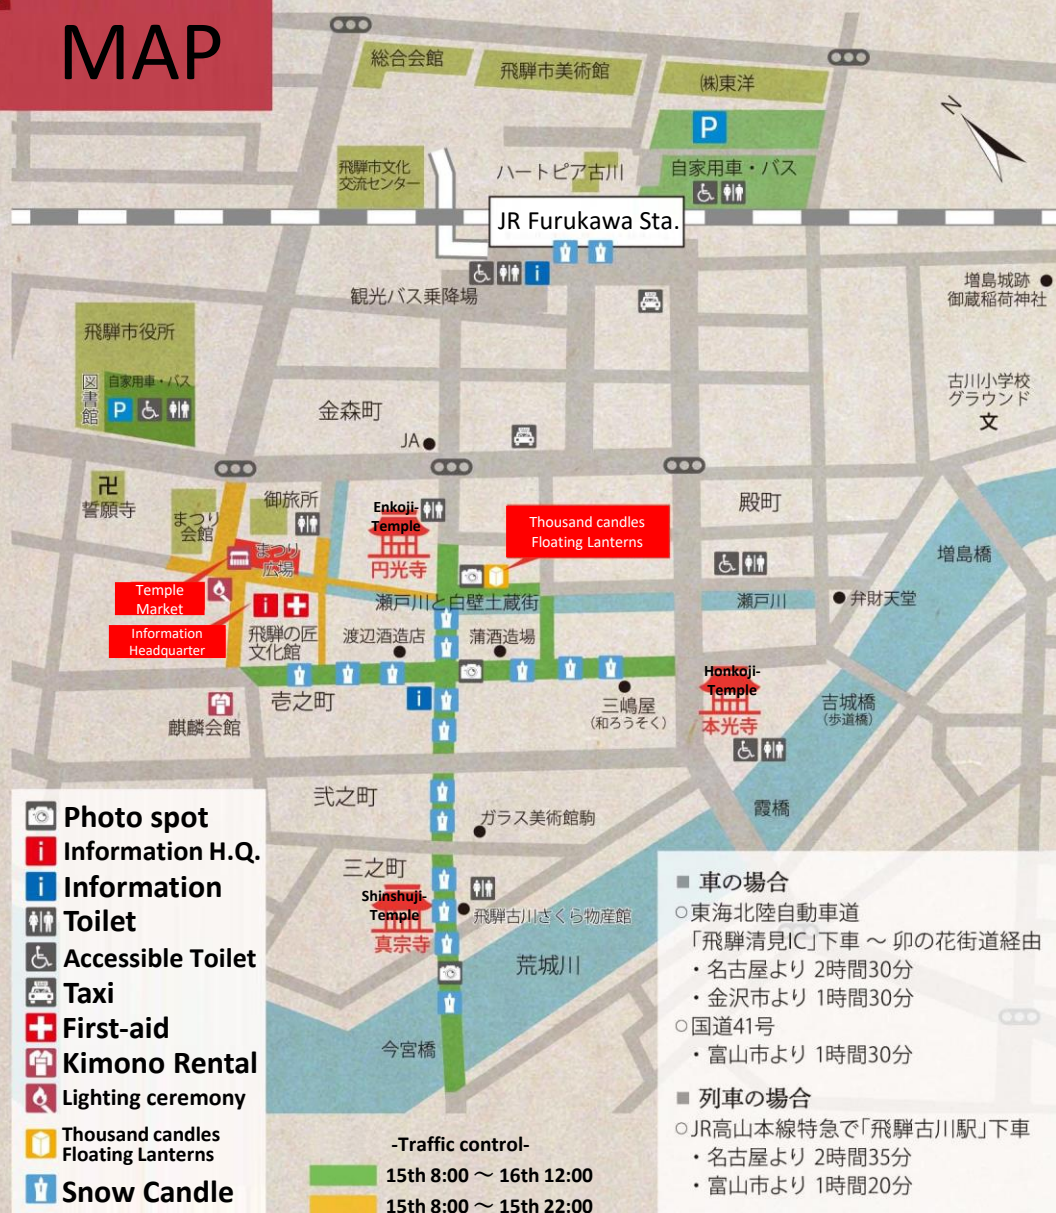 MAP
総合会館
飛騨市美術館
㈱東洋
P
N
飛騨市文化
交流センター
ハートピア古川
自家用車・バス
JR Furukawa Sta.
i
観光バス乗降場
増島城跡
御蔵稲荷神社
飛騨市役所
図書館
自家用車・バス
P
古川小学校
グラウンド
文
金森町
JA
卍
誓願寺
まつり
会館
御旅所
Enkoji-
Temple
円光寺
Thousand candles
Floating Lanterns
殿町
まつり
広場
増島橋
Temple
Market
瀬戸川と白壁土蔵街
瀬戸川
弁財天堂
Information
Headquarter
i
飛騨の匠
文化館
渡辺酒造店
蒲酒造場
壱之町
i
三嶋屋
(和ろうそく)
Honkoji-
Temple
本光寺
吉城橋
(歩道橋)
麒麟会館
弐之町
ガラス美術館駒
霞橋
三之町
Shinshuji-
Temple
真宗寺
飛騨古川さくら物産館
荒城川
今宮橋
Photo spot
i Information H.Q.
i Information
Toilet
Accessible Toilet
Taxi
First-aid
Kimono Rental
Lighting ceremony
Thousand candles
Floating Lanterns
Snow Candle
-Traffic control-
15th 8:00 ～ 16th 12:00
15th 8:00 ～ 15th 22:00
■ 車の場合
○東海北陸自動車道
「飛騨清見IC」下車 ～ 卯の花街道経由
・名古屋より 2時間30分
・金沢市より 1時間30分
○国道41号
・富山市より 1時間30分
■ 列車の場合
○JR高山本線特急で「飛騨古川駅」下車
・名古屋より 2時間35分
・富山市より 1時間20分